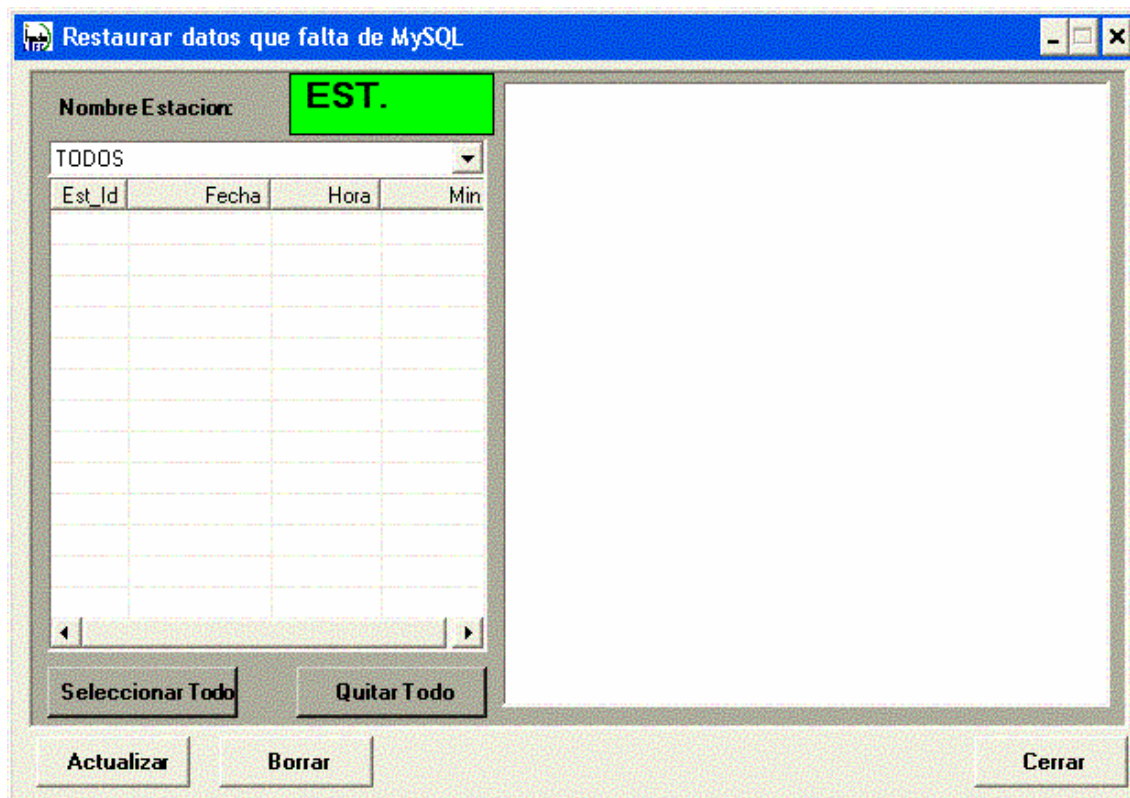 Restaurar datos que falta de MySQL
Nombre Estacion:
EST.
TODOS
Est_Id Fecha Hora Min
Seleccionar Todo Quitar Todo
Actualizar Borrar Cerrar